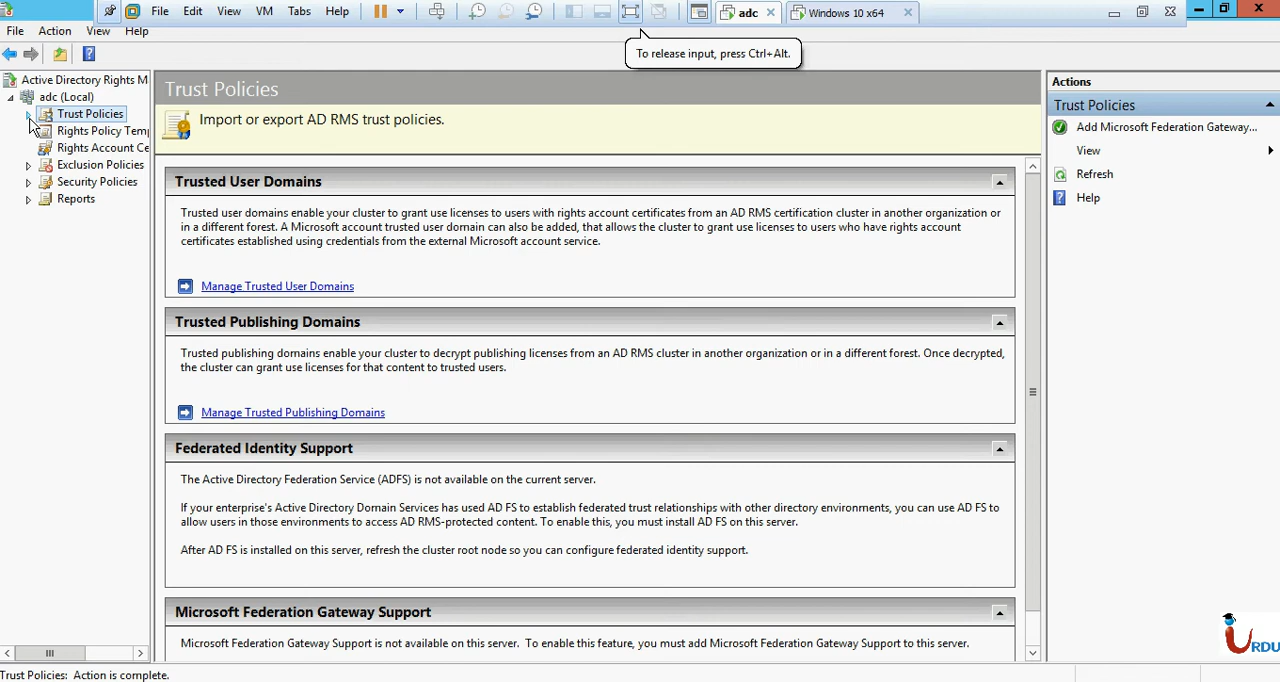 File Edit View VM Tabs Help
adc
Windows 10 x64
File Action View Help
To release input, press Ctrl+Alt.
Active Directory Rights M
adc (Local)
Trust Policies
Rights Policy Temp
Rights Account Ce
Exclusion Policies
Security Policies
Reports
Trust Policies
Import or export AD RMS trust policies.
Trusted User Domains
Trusted user domains enable your cluster to grant use licenses to users with rights account certificates from an AD RMS certification cluster in another organization or
in a different forest. A Microsoft account trusted user domain can also be added, that allows the cluster to grant use licenses to users who have rights account
certificates established using credentials from the external Microsoft account service.
Manage Trusted User Domains
Trusted Publishing Domains
Trusted publishing domains enable your cluster to decrypt publishing licenses from an AD RMS cluster in another organization or in a different forest. Once decrypted,
the cluster can grant use licenses for that content to trusted users.
Manage Trusted Publishing Domains
Federated Identity Support
The Active Directory Federation Service (ADFS) is not available on the current server.
If your enterprise's Active Directory Domain Services has used AD FS to establish federated trust relationships with other directory environments, you can use AD FS to
allow users in those environments to access AD RMS-protected content. To enable this, you must install AD FS on this server.
After AD FS is installed on this server, refresh the cluster root node so you can configure federated identity support.
Microsoft Federation Gateway Support
Microsoft Federation Gateway Support is not available on this server. To enable this feature, you must add Microsoft Federation Gateway Support to this server.
Actions
Trust Policies
Add Microsoft Federation Gateway...
View
Refresh
Help
URDU
Trust Policies: Action is complete.